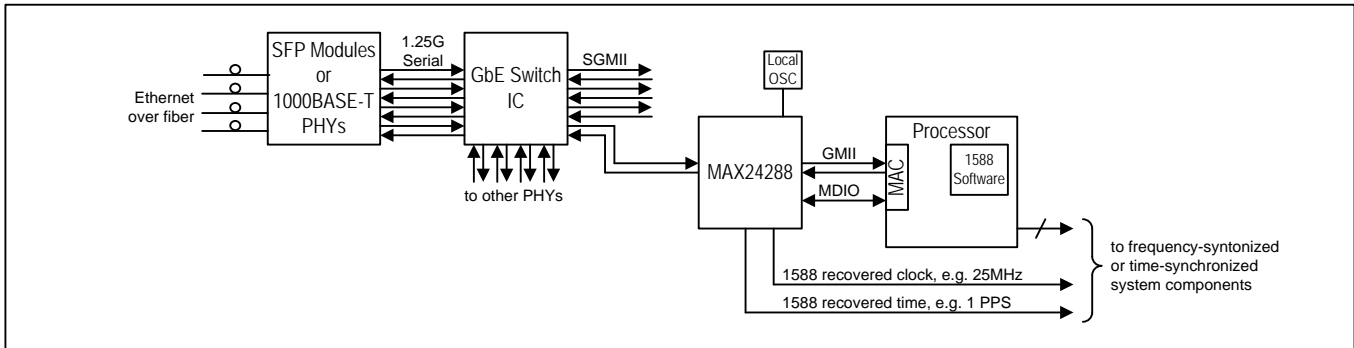 Ethernet
over fiber
SFP Modules
or
1000BASE-T
PHYs
1.25G
Serial
GbE Switch
IC
SGMII
to other PHYs
Local
OSC
MAX24288
GMII
MDIO
Processor
MAC
1588
Software
1588 recovered clock, e.g. 25MHz
1588 recovered time, e.g. 1 PPS
to frequency-syntonized
or time-synchronized
system components